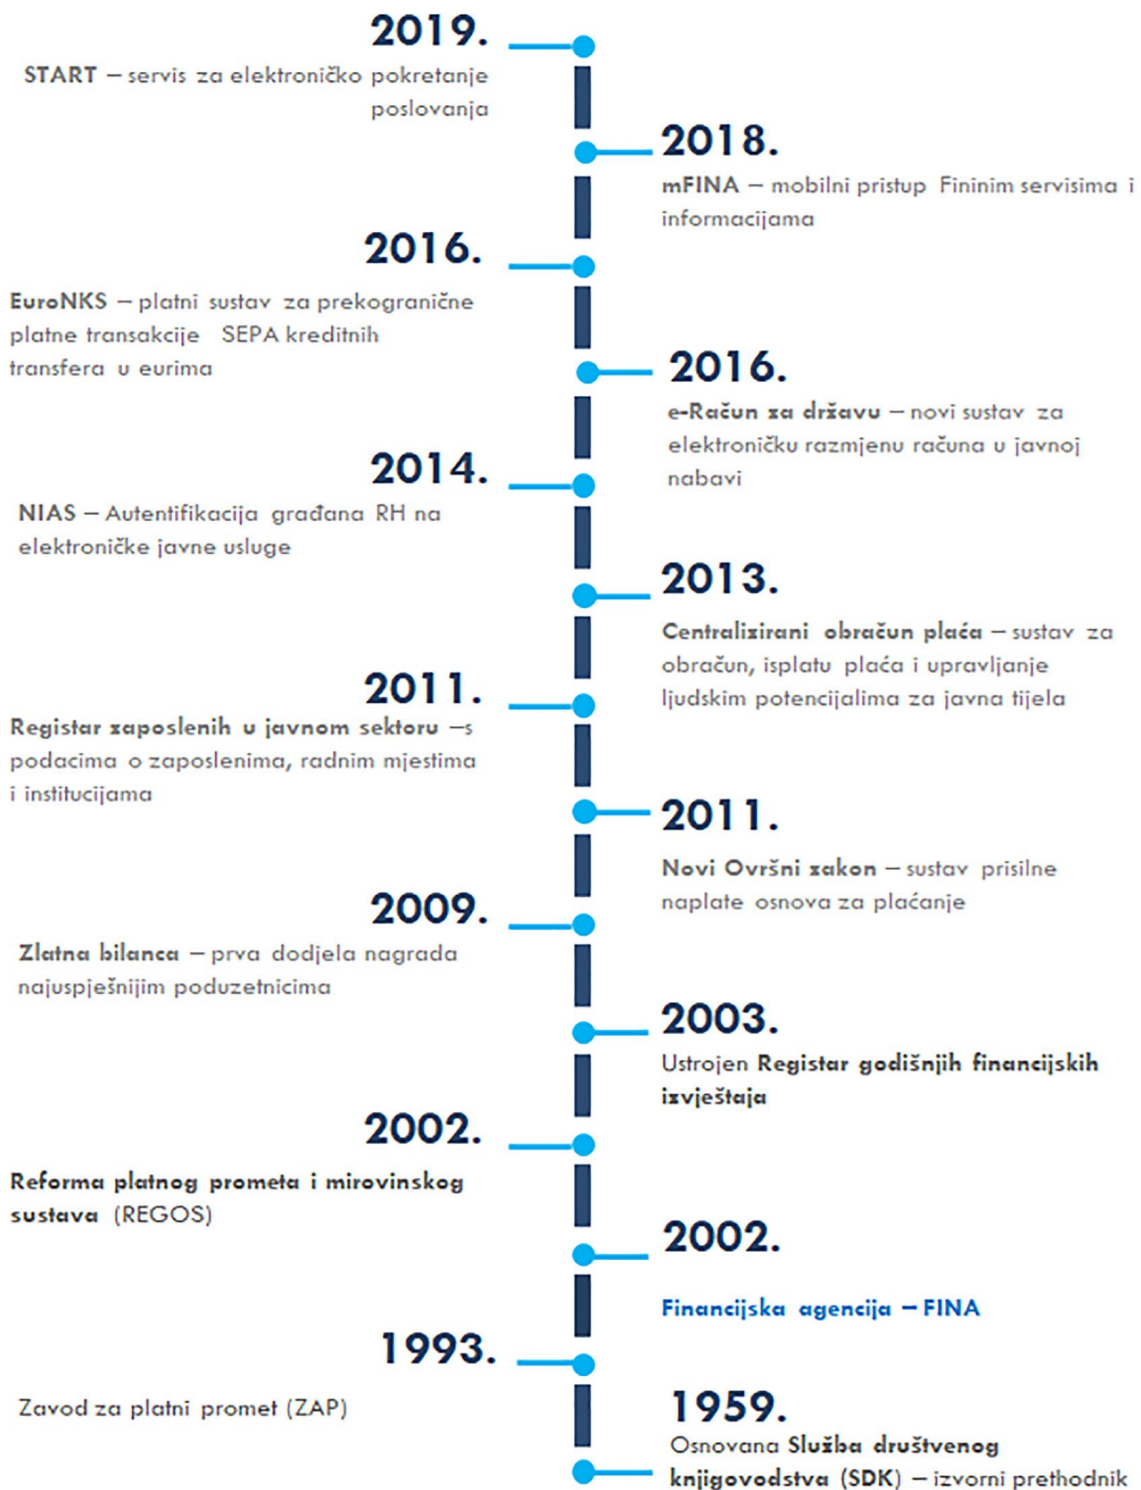 2019.
START – servis za elektroničko pokretanje
poslovanja
2018.
mFINA – mobilni pristup Fininim servisima i
informacijama
2016.
EuroNKS – platni sustav za prekogranične
platne transakcije SEPA kreditnih
transfera u eurima
2016.
e-Račun za državu – novi sustav za
elektroničku razmjenu računa u javnoj
nabavi
2014.
NIAS – Autentifikacija građana RH na
elektroničke javne usluge
2013.
Centralizirani obračun plaća – sustav za
obračun, isplatu plaća i upravljanje
ljudskim potencijalima za javna tijela
2011.
Registar zaposlenih u javnom sektoru –s
podacima o zaposlenima, radnim mjestima
i institucijama
2011.
Novi Ovršni zakon – sustav prisilne
naplate osnova za plaćanje
2009.
Zlatna bilanca – prva dodjela nagrada
najuspješnijim poduzetnicima
2003.
Ustrojen Registar godišnjih financijskih
izvještaja
2002.
Reforma platnog prometa i mirovinskog
sustava (REGOS)
2002.
Financijska agencija – FINA
1993.
Zavod za platni promet (ZAP)
1959.
Osnovana Služba društvenog
knjigovodstva (SDK) – izvorni prethodnik